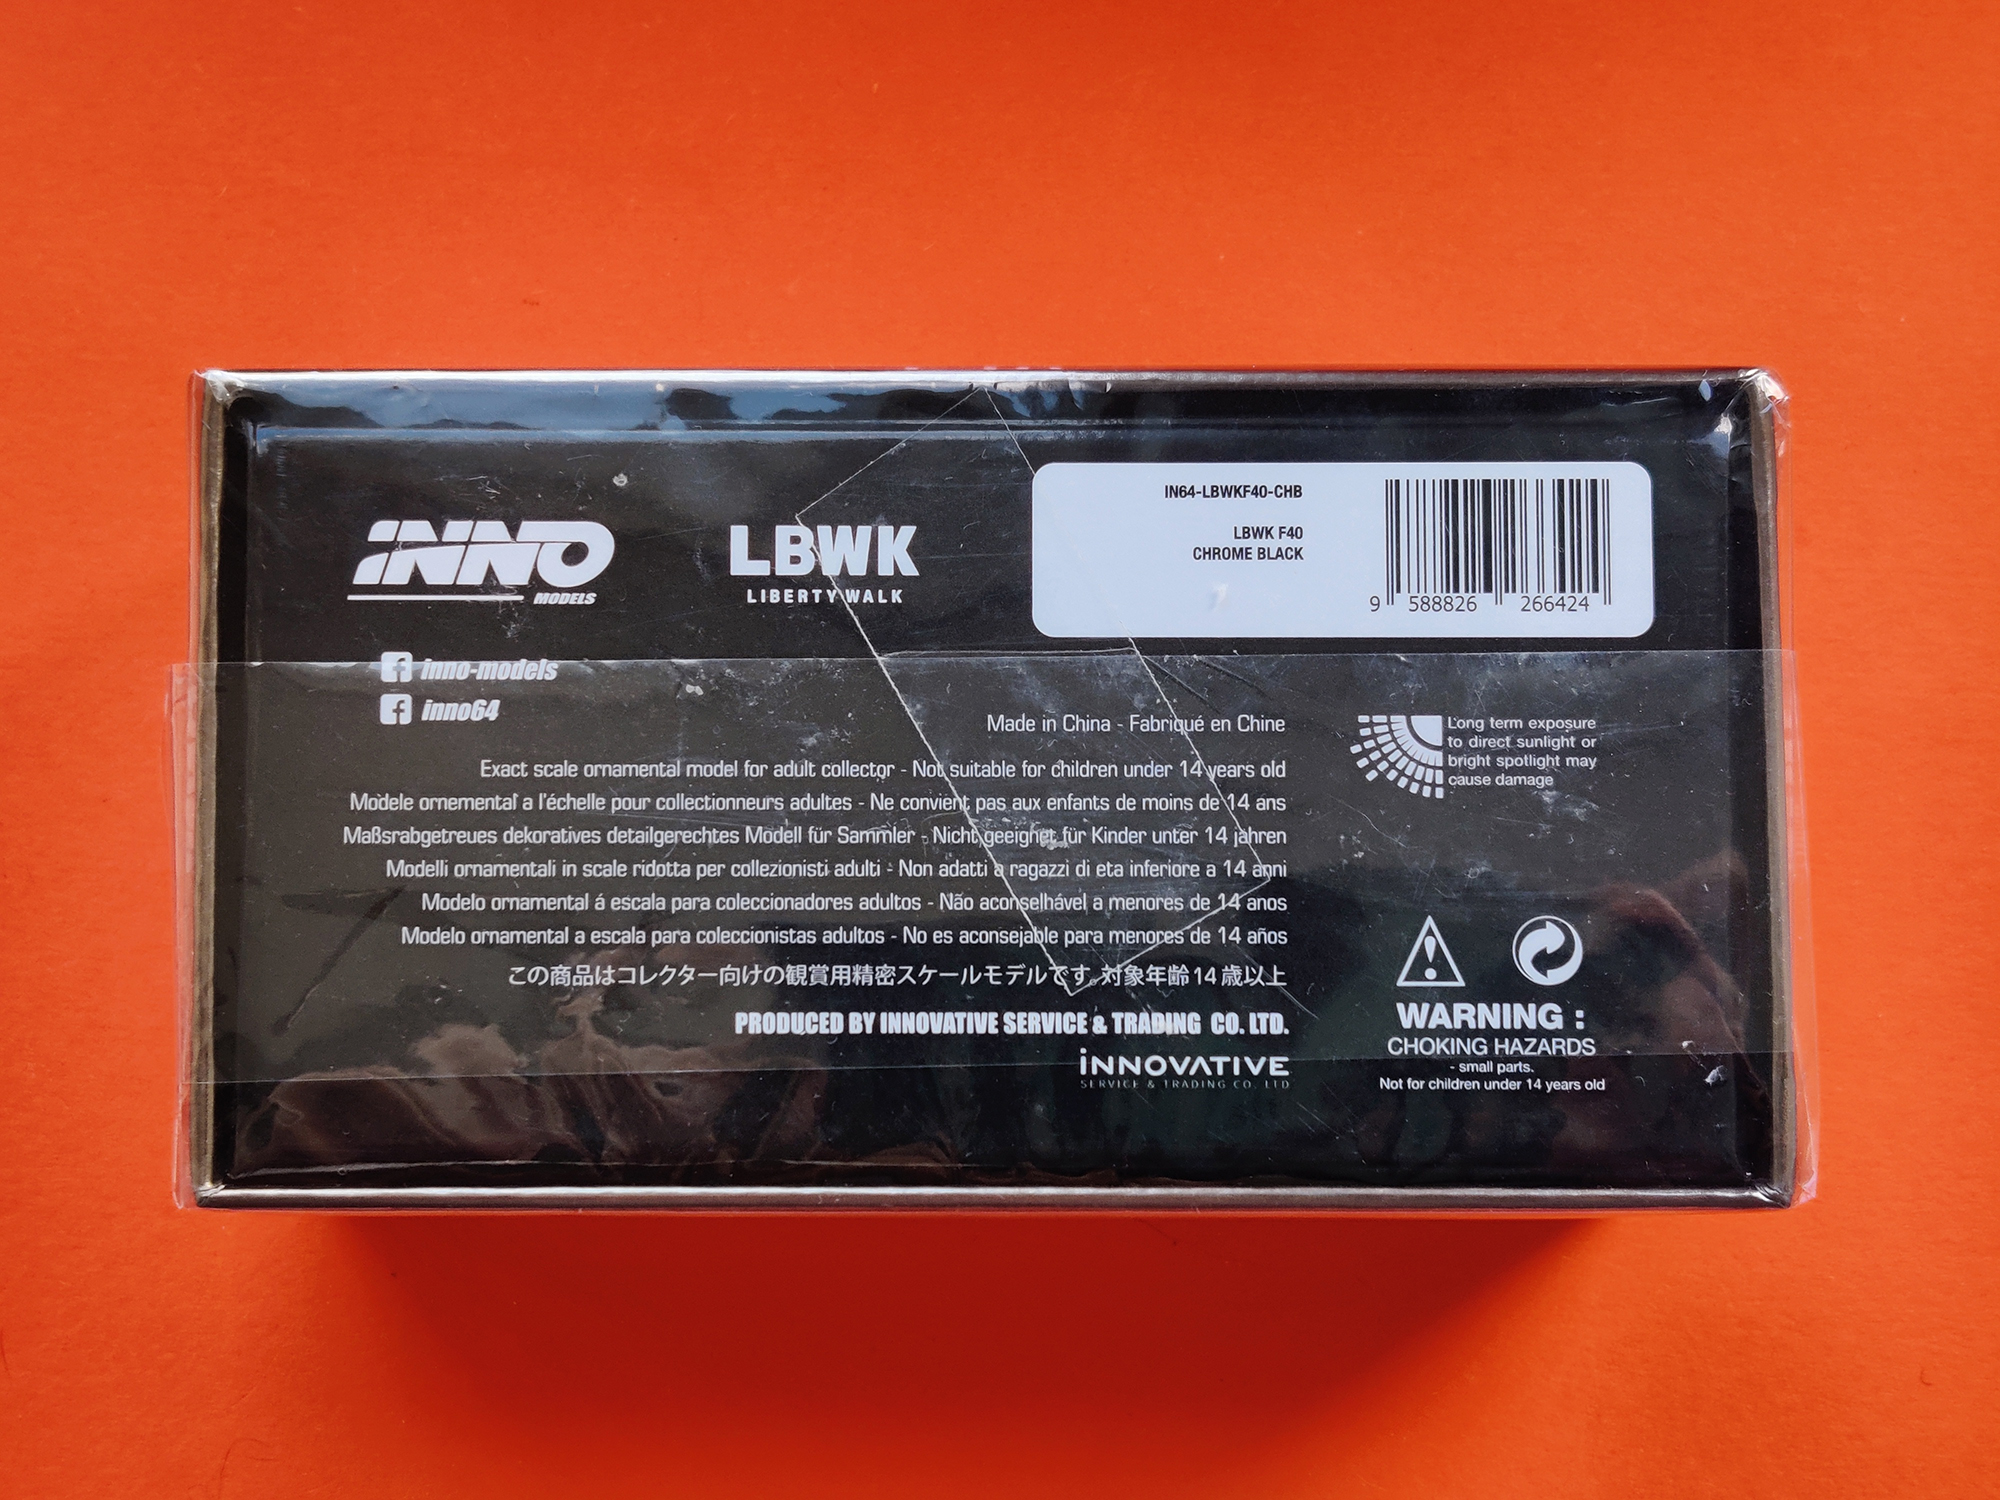 INNO
MODELS
LBWK
LIBERTY WALK
IN64-LBWKF40-CHB
LBWK F40
CHROME BLACK
9 588826 266424
inno-models
inno64
Made in China - Fabriqué en Chine
Exact scale ornamental model for adult collector - Not suitable for children under 14 years old
Modèle ornemental a l'échelle pour collectionneurs adultes - Ne convient pas aux enfants de moins de 14 ans
Maßsrabgetreues dekoratives detailgerechtes Modell für Sammler - Nicht geeignet für Kinder unter 14 jahren
Modelli ornamentali in scale ridotta per collezionisti adulti - Non adatti a ragazzi di eta inferiore a 14 anni
Modelo ornamental á escala para coleccionadores adultos - Não aconselhável a menores de 14 anos
Modelo ornamental a escala para coleccionistas adultos - No es aconsejable para menores de 14 años
この商品はコレクター向けの観賞用精密スケールモデルです。対象年齢14歳以上
PRODUCED BY INNOVATIVE SERVICE & TRADING CO. LTD.
INNOVATIVE
SERVICE & TRADING CO. LTD
Long term exposure
to direct sunlight or
bright spotlight may
cause damage
WARNING :
CHOKING HAZARDS
- small parts.
Not for children under 14 years old